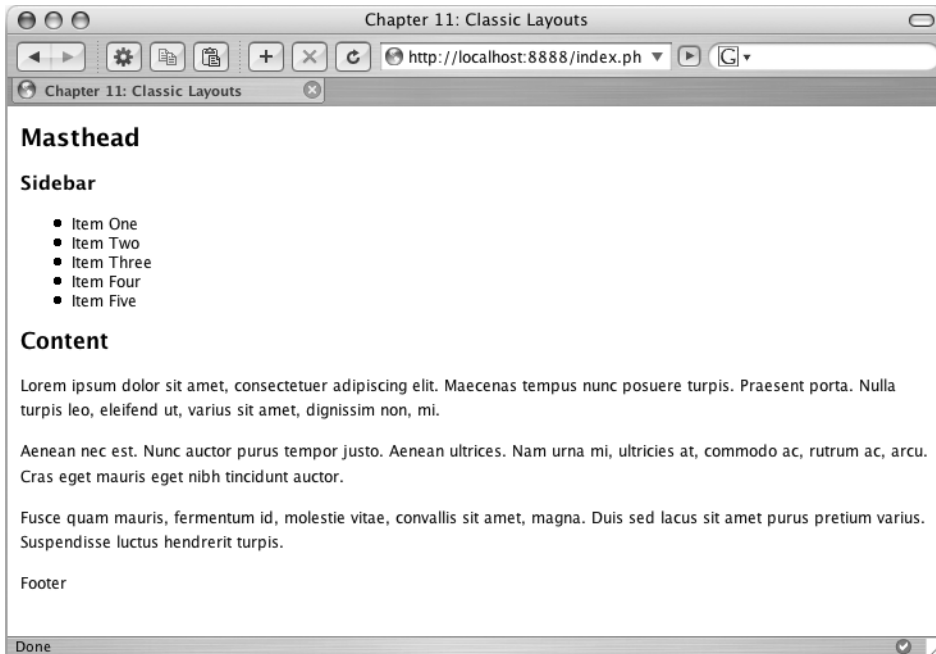 Chapter 11: Classic Layouts
http://localhost:8888/index.ph
G
Chapter 11: Classic Layouts
Masthead
Sidebar
Item One
Item Two
Item Three
Item Four
Item Five
Content
Lorem ipsum dolor sit amet, consectetuer adipiscing elit. Maecenas tempus nunc posuere turpis. Praesent porta. Nulla
turpis leo, eleifend ut, varius sit amet, dignissim non, mi.
Aenean nec est. Nunc auctor purus tempor justo. Aenean ultrices. Nam urna mi, ultricies at, commodo ac, rutrum ac, arcu.
Cras eget mauris eget nibh tincidunt auctor.
Fusce quam mauris, fermentum id, molestie vitae, convallis sit amet, magna. Duis sed lacus sit amet purus pretium varius.
Suspendisse luctus hendrerit turpis.
Footer
Done